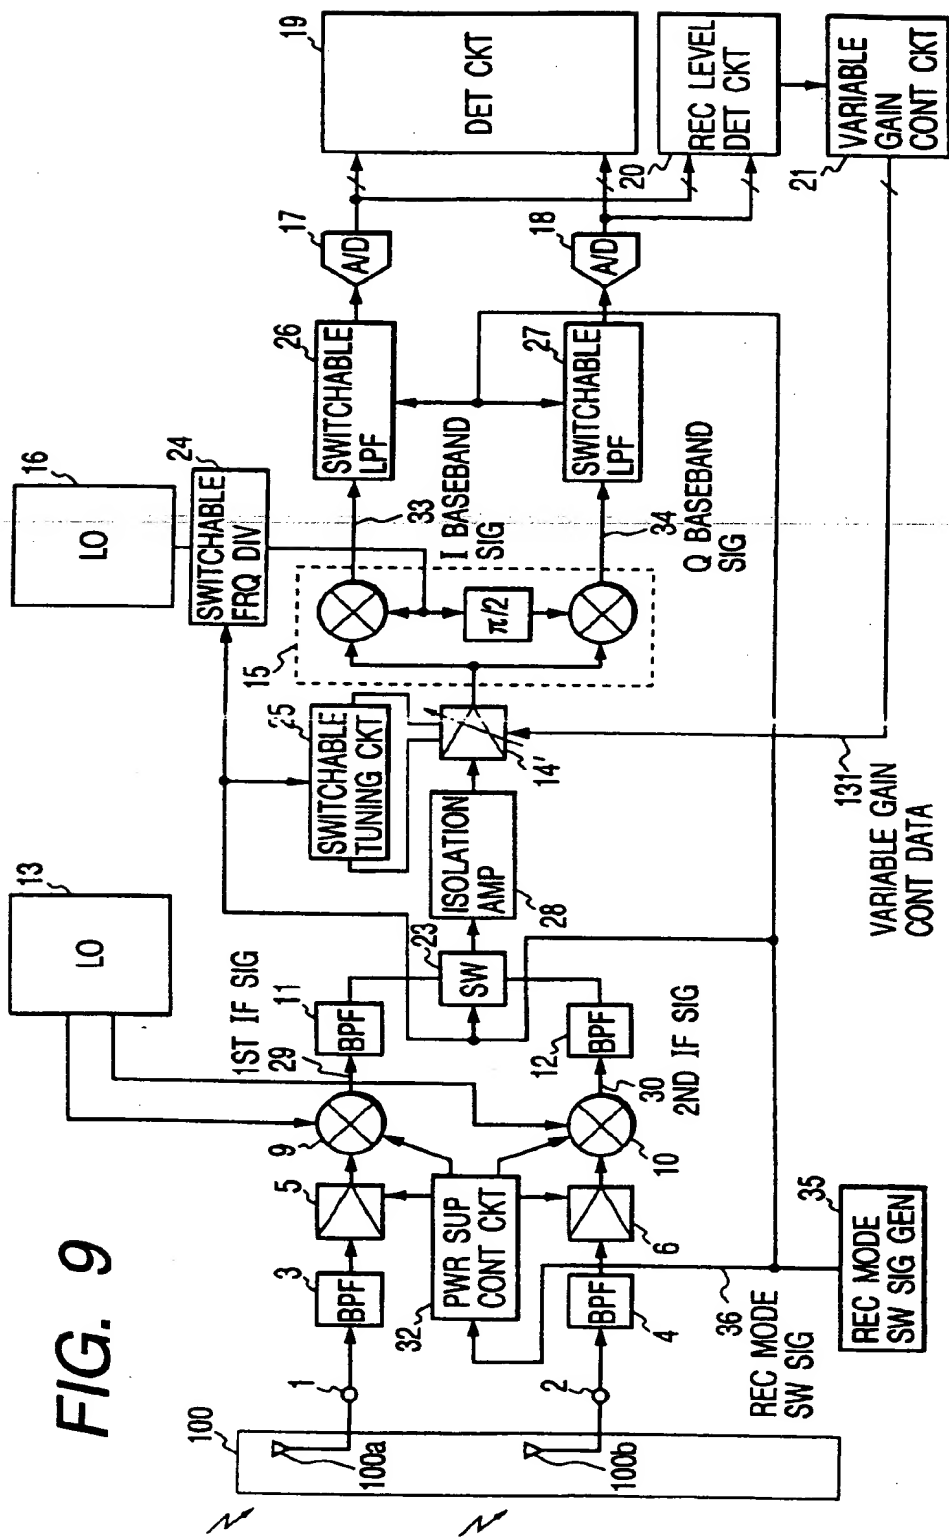 FIG. 9
100
100a
100b
1
2
3
BPF
4
BPF
5
6
32
PWR SUP
CONT CKT
9
10
13
LO
1ST IF SIG
29
11
BPF
12
BPF
30
2ND IF SIG
23
SW
ISOLATION
AMP
28
25
SWITCHABLE
TUNING CKT
14'
15
π/2
16
LO
24
SWITCHABLE
FRQ DIV
33
I BASEBAND
SIG
34
Q BASEBAND
SIG
26
SWITCHABLE
LPF
27
SWITCHABLE
LPF
17
A/D
18
A/D
19
DET CKT
20
REC LEVEL
DET CKT
21
VARIABLE
GAIN
CONT CKT
131
VARIABLE GAIN
CONT DATA
36
REC MODE
SW SIG
35
REC MODE
SW SIG GEN